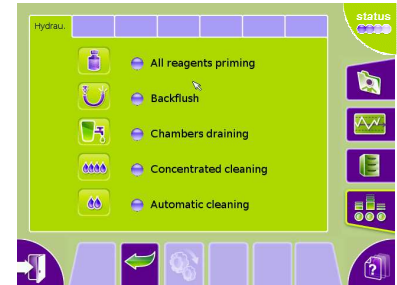 status
Hydrau.
All reagents priming
Backflush
Chambers draining
Concentrated cleaning
Automatic cleaning
?